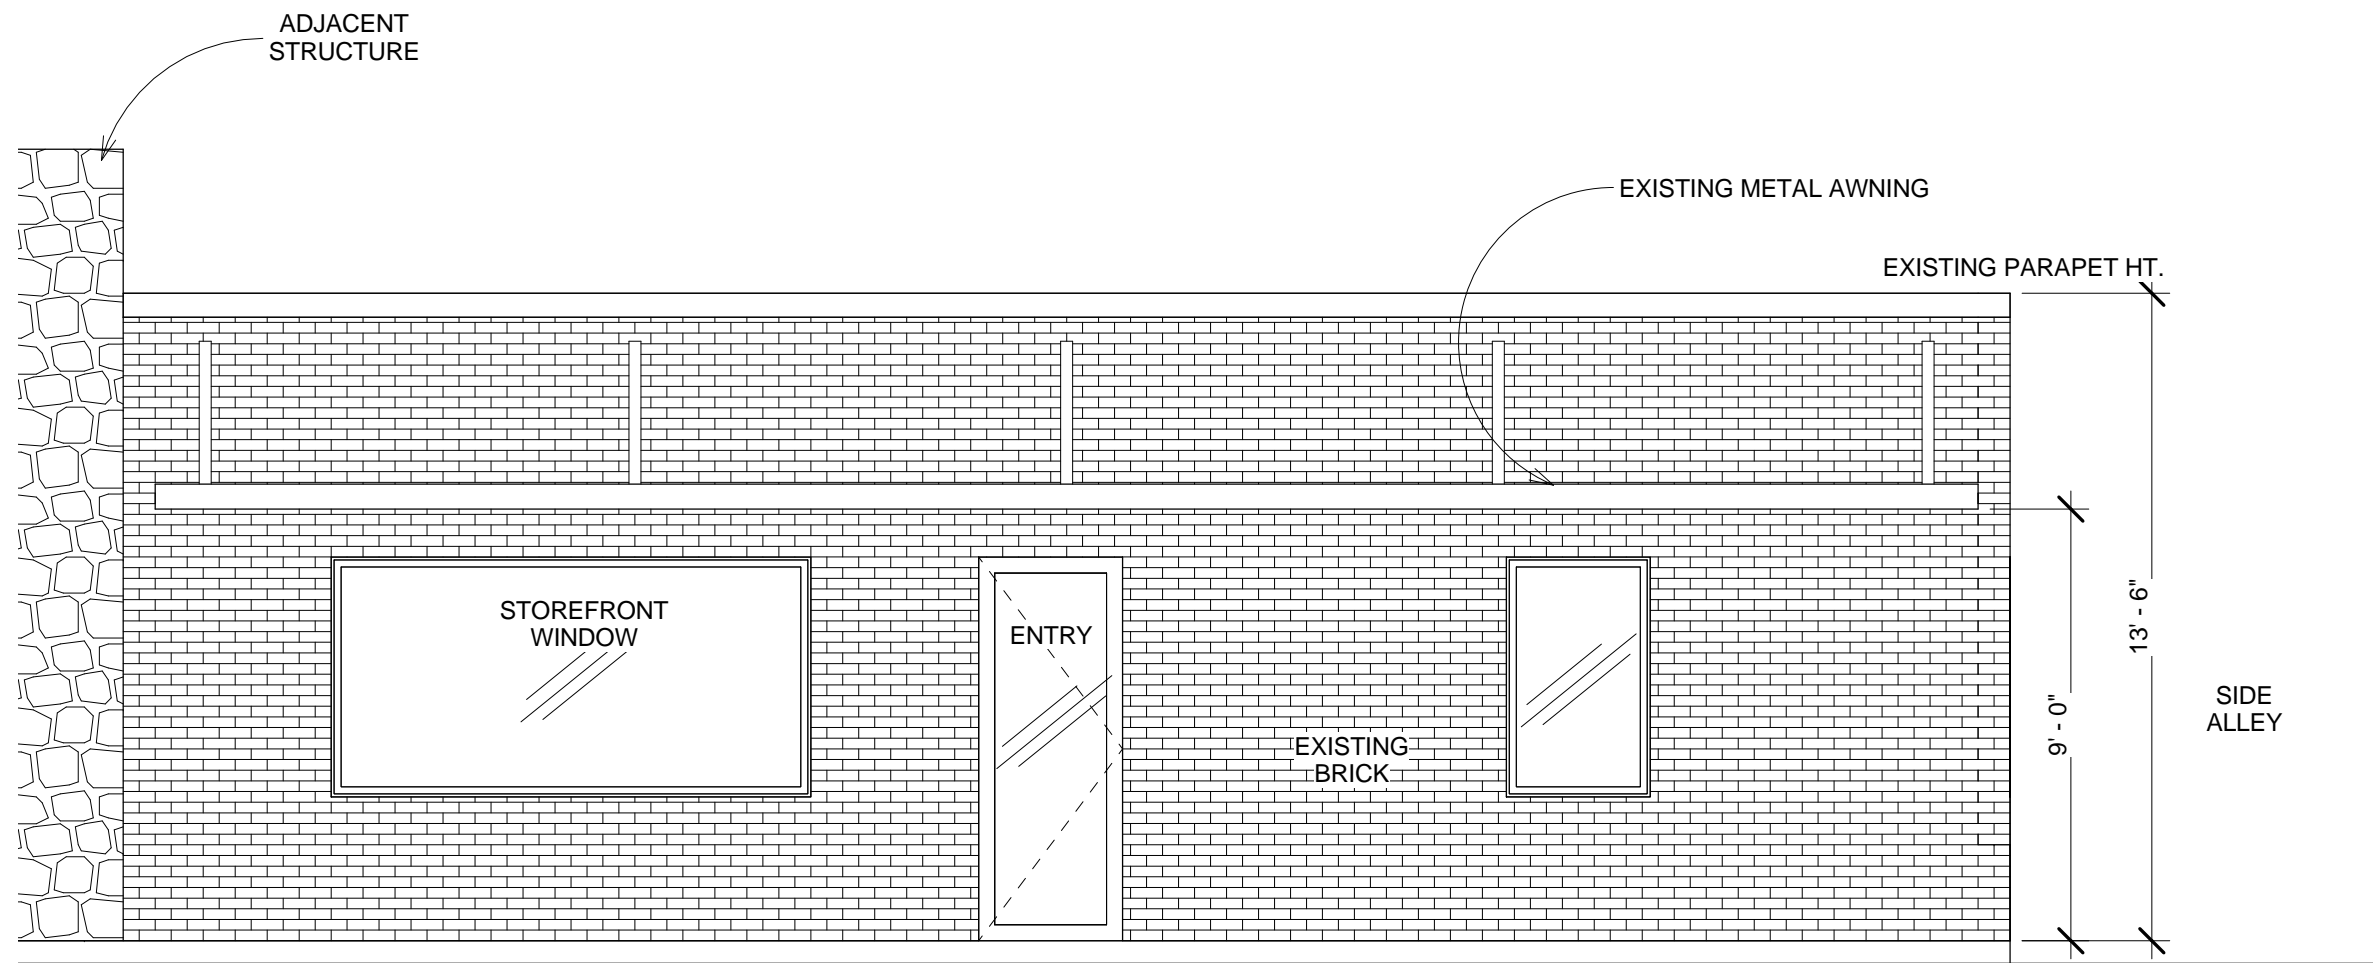 ADJACENT
STRUCTURE
EXISTING METAL AWNING
EXISTING PARAPET HT.
STOREFRONT
WINDOW
ENTRY
EXISTING
BRICK
9' - 0"
13' - 6"
SIDE
ALLEY